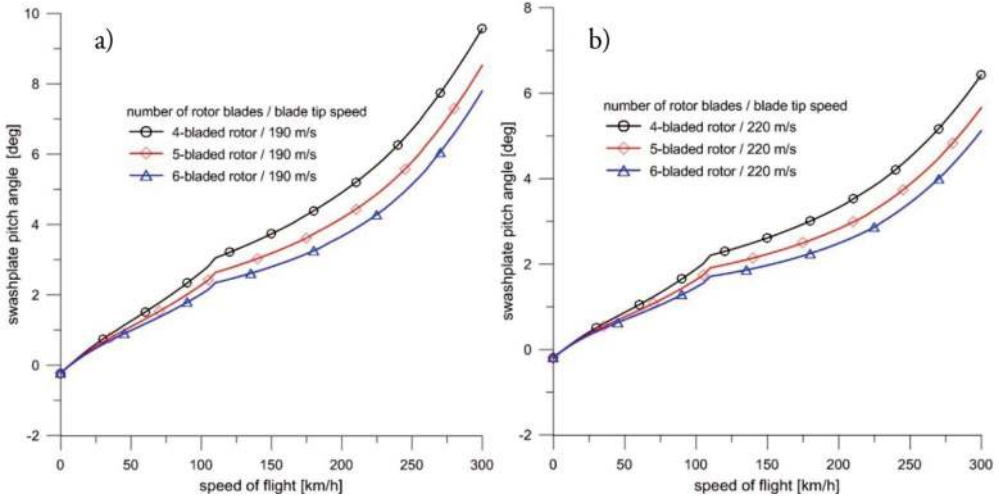 a)
swashplate pitch angle [deg]
10
8
6
4
2
0
-2
number of rotor blades / blade tip speed
4-bladed rotor / 190 m/s
5-bladed rotor / 190 m/s
6-bladed rotor / 190 m/s
0 50 100 150 200 250 300
speed of flight [km/h]
b)
swashplate pitch angle [deg]
8
6
4
2
0
-2
number of rotor blades / blade tip speed
4-bladed rotor / 220 m/s
5-bladed rotor / 220 m/s
6-bladed rotor / 220 m/s
0 50 100 150 200 250 300
speed of flight [km/h]